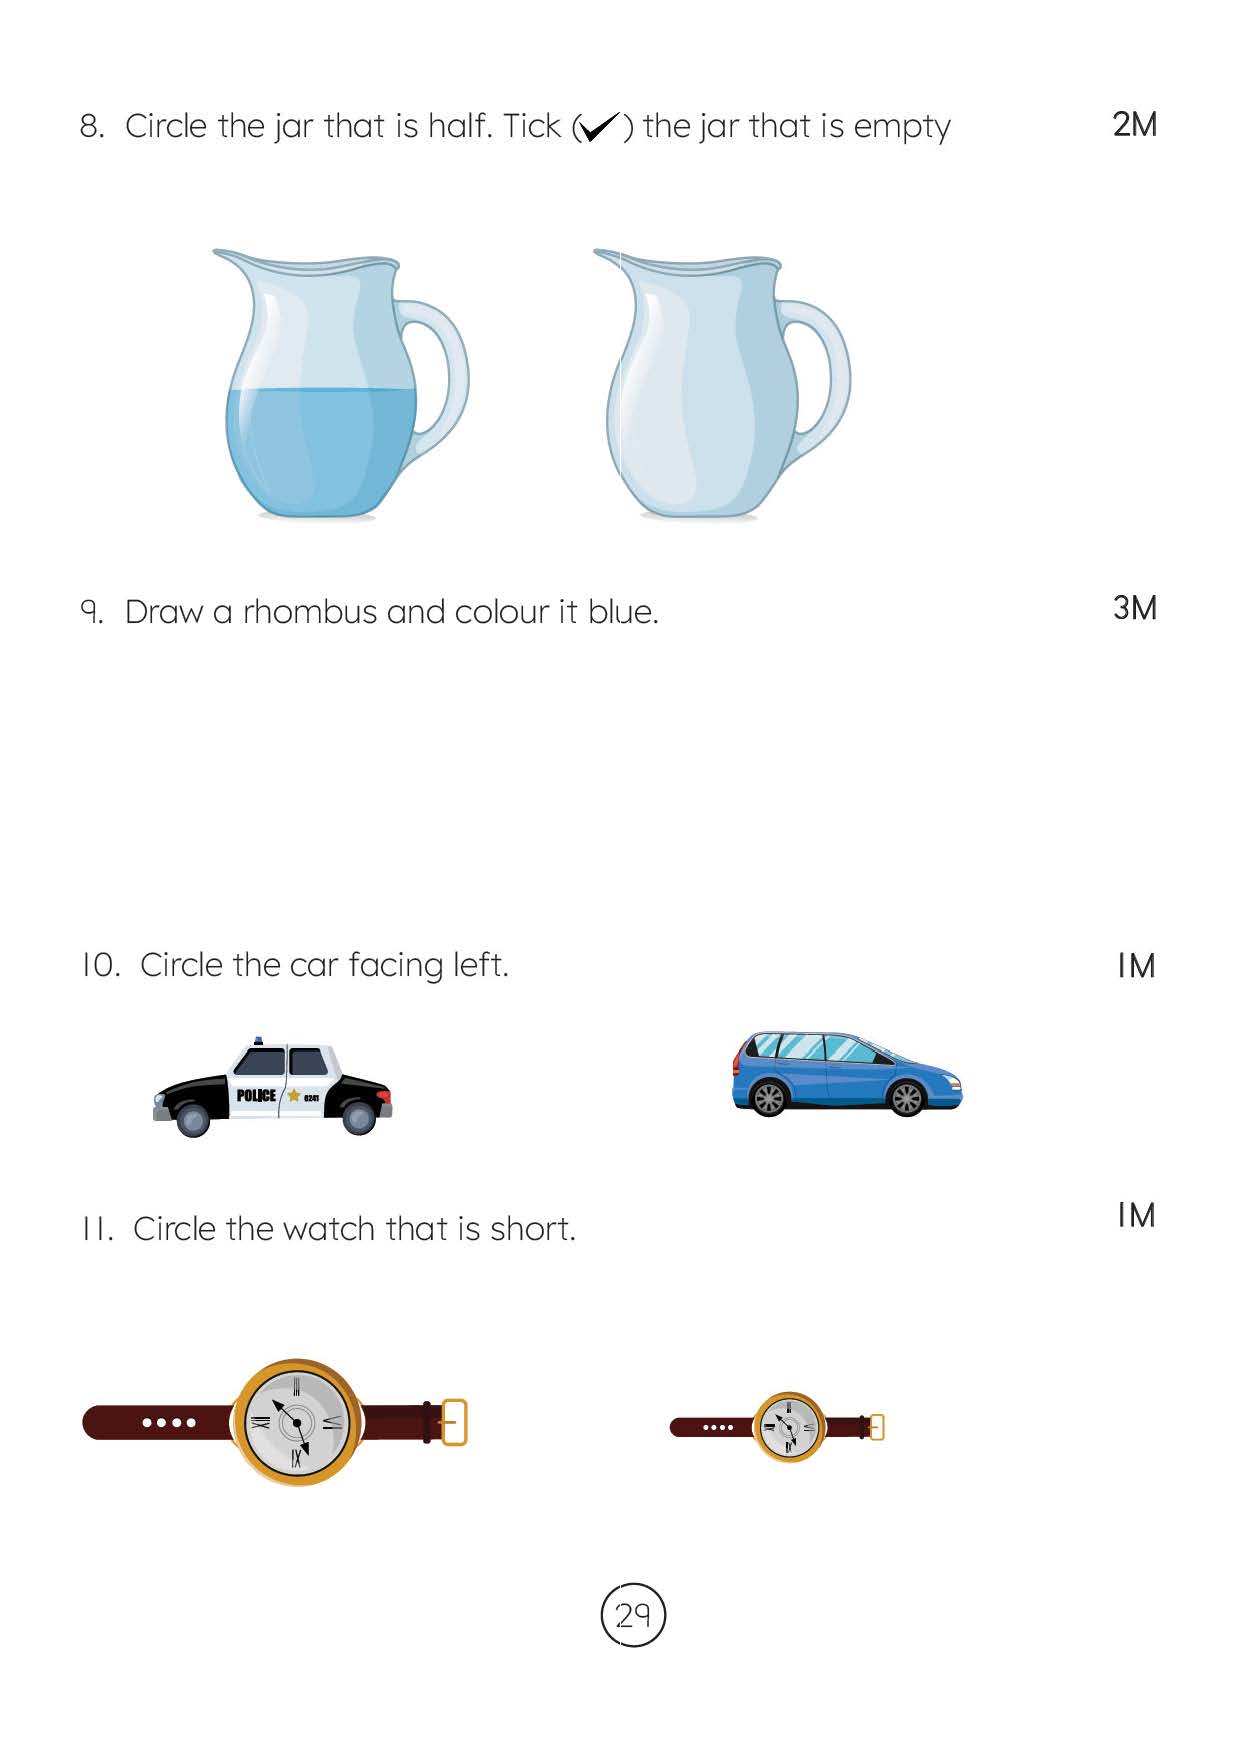 8. Circle the jar that is half. Tick (✓) the jar that is empty 2M
9. Draw a rhombus and colour it blue. 3M
10. Circle the car facing left. 1M
POLICE 0241
11. Circle the watch that is short. 1M
29